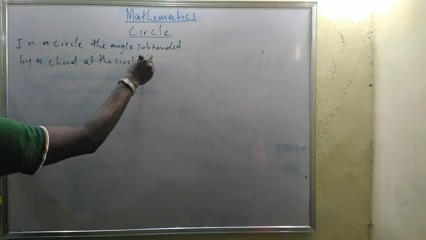 Mathematics
Circle
In a circle the angle subtended
by a chord at the